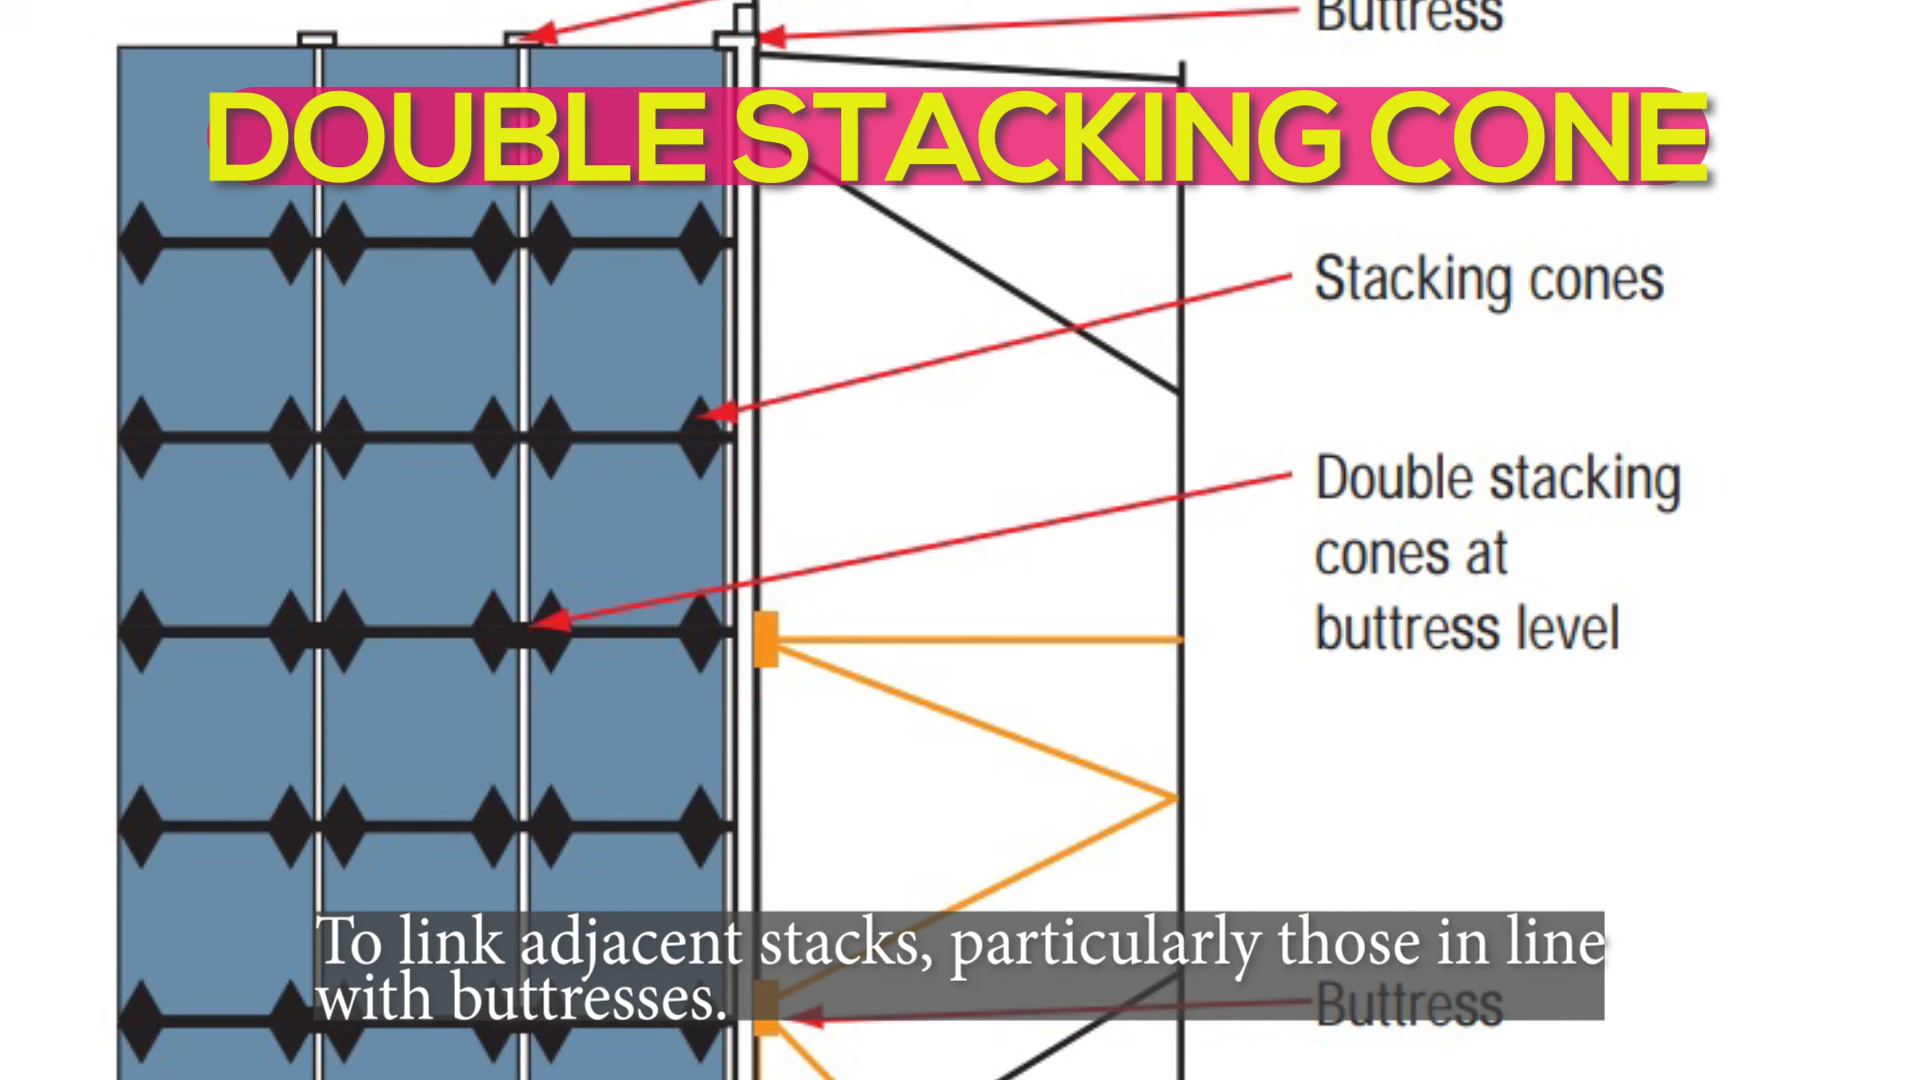 Buttress
DOUBLE STACKING CONE
Stacking cones
Double stacking
cones at
buttress level
To link adjacent stacks, particularly those in line
with buttresses.
Buttress